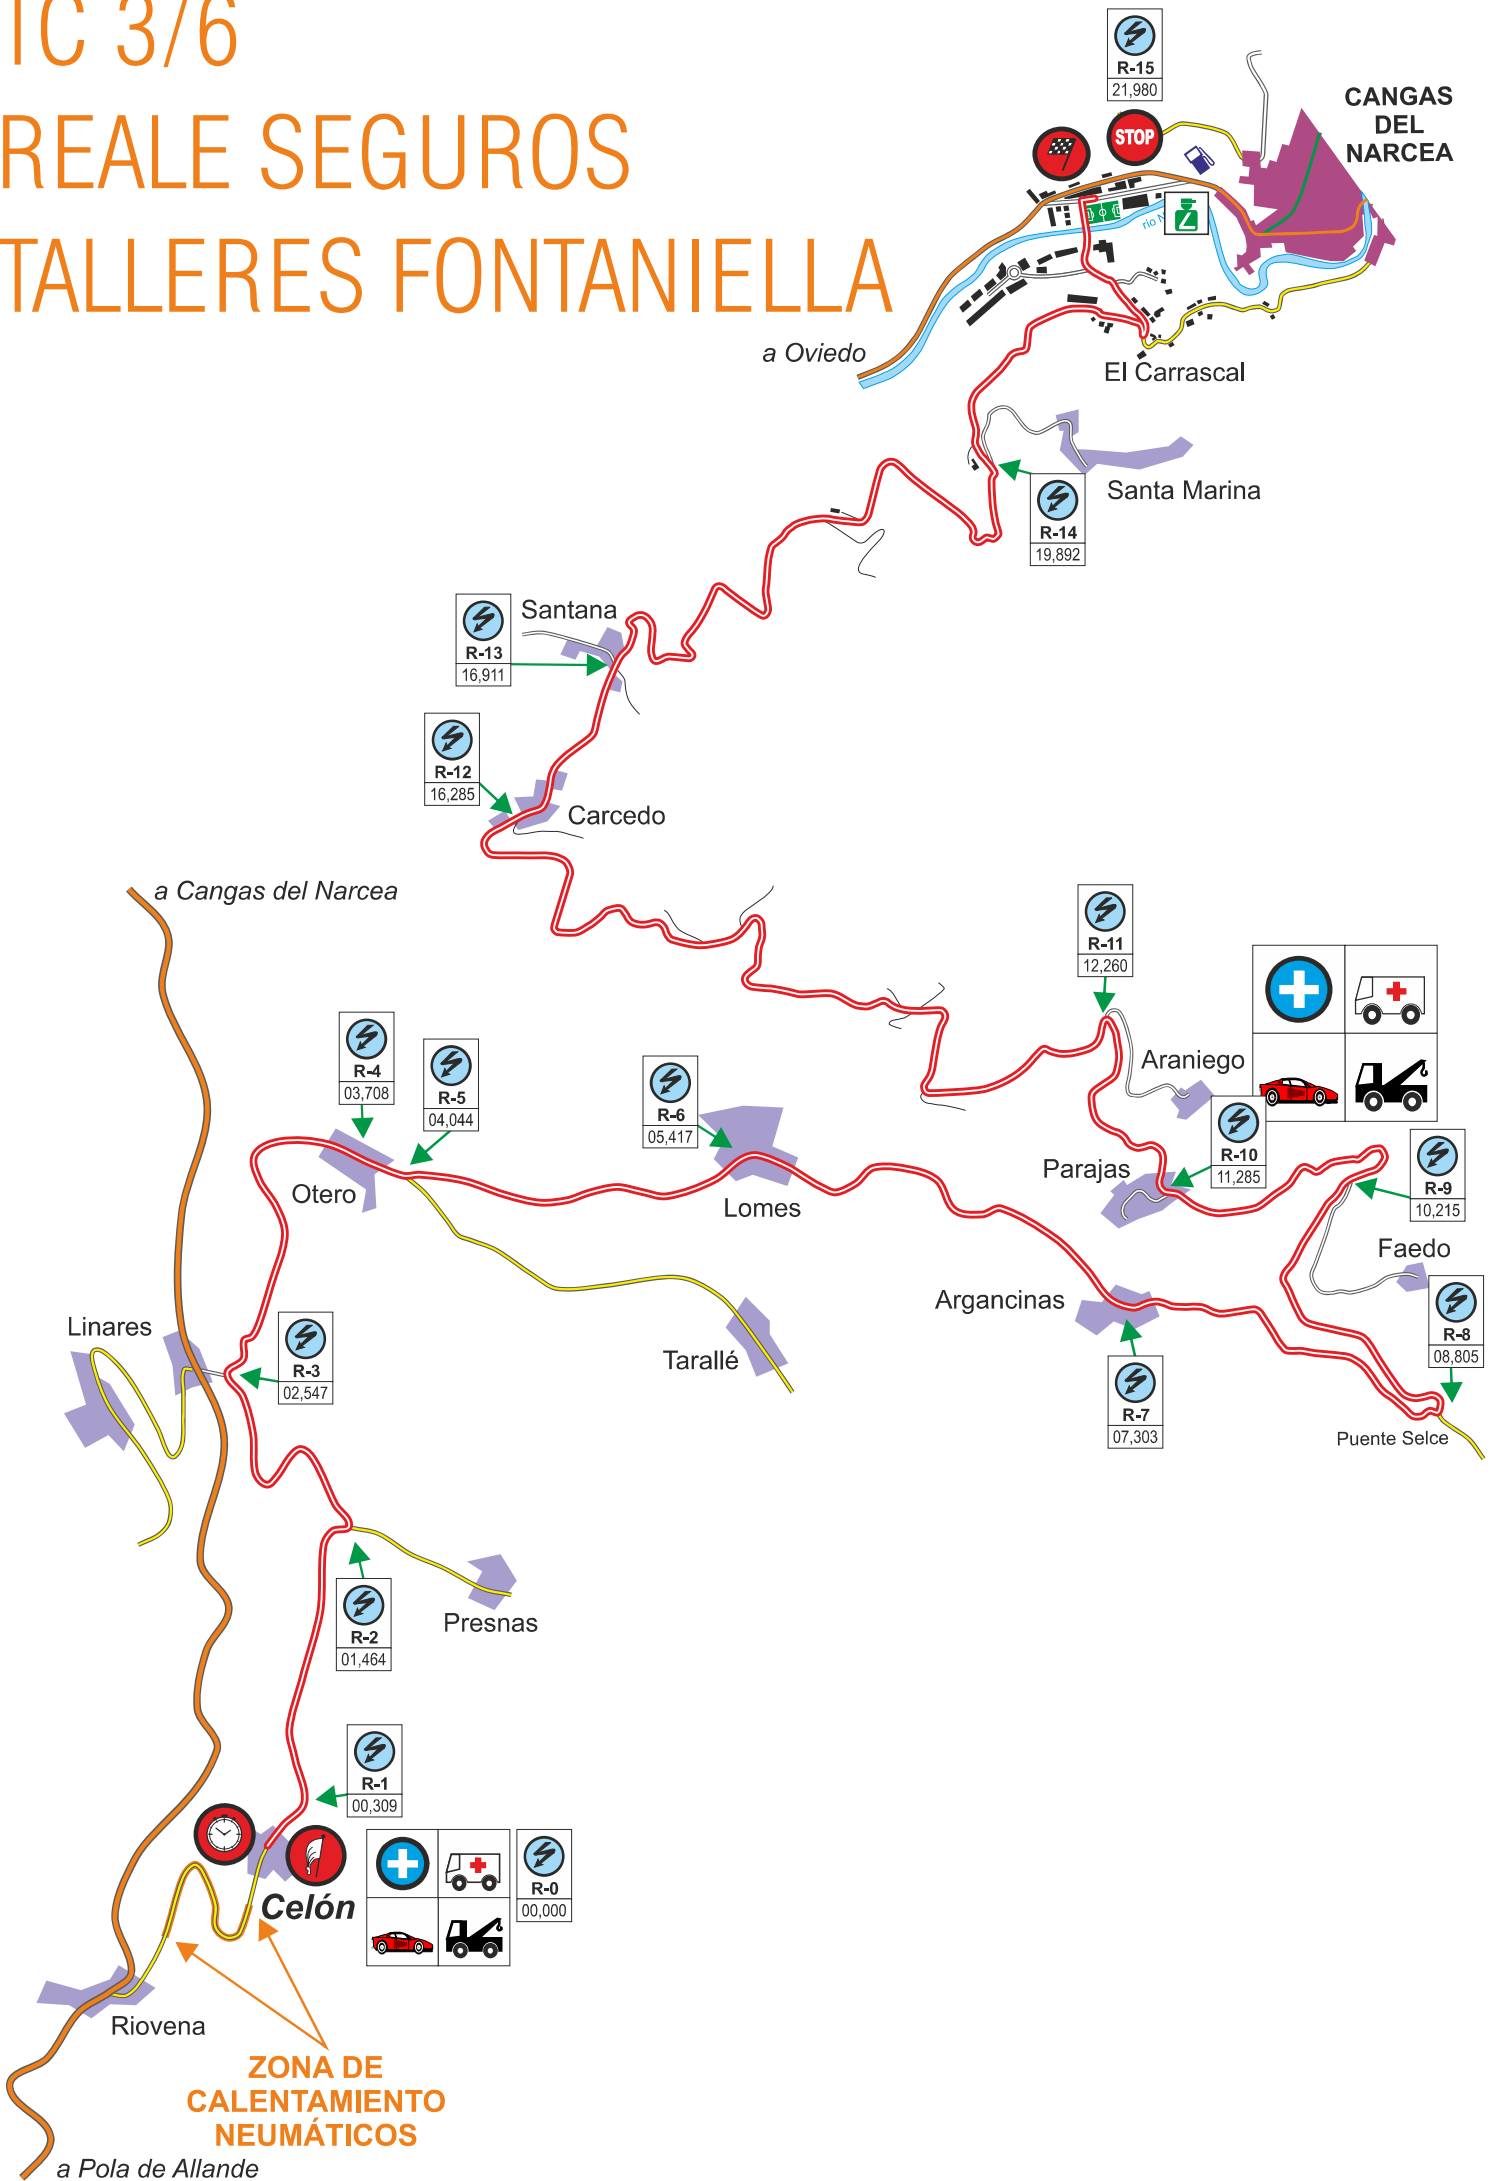 TC 3/6
REALE SEGUROS
TALLERES FONTANIELLA
R-15
21,980
STOP
CANGAS
DEL
NARCEA
río N
a Oviedo
El Carrascal
Santa Marina
R-14
19,892
Santana
R-13
16,911
R-12
16,285
Carcedo
a Cangas del Narcea
R-11
12,260
R-4
03,708
R-5
04,044
R-6
05,417
Araniego
R-10
11,285
Parajas
R-9
10,215
Otero
Lomes
Faedo
Argancinas
R-8
08,805
Linares
R-3
02,547
Tarallé
R-7
07,303
Puente Selce
R-2
01,464
Presnas
R-1
00,309
R-0
00,000
Celón
Riovena
ZONA DE
CALENTAMIENTO
NEUMÁTICOS
a Pola de Allande